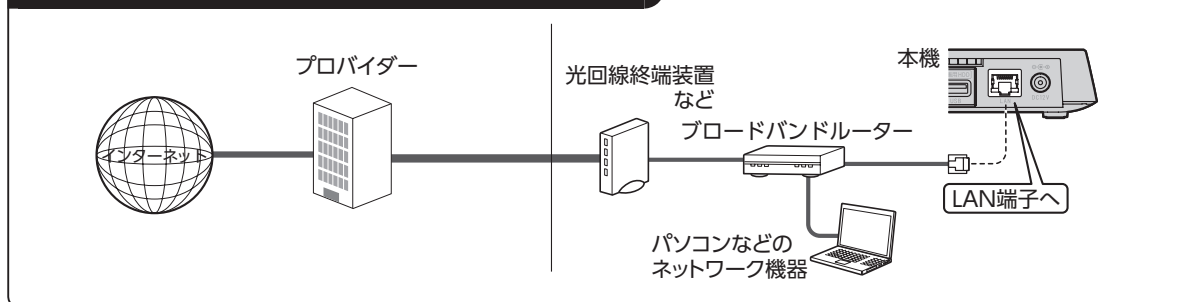 プロバイダー
光回線終端装置
など
本機
ブロードバンドルーター
インターネット
LAN
DC12V
LAN端子へ
パソコンなどの
ネットワーク機器